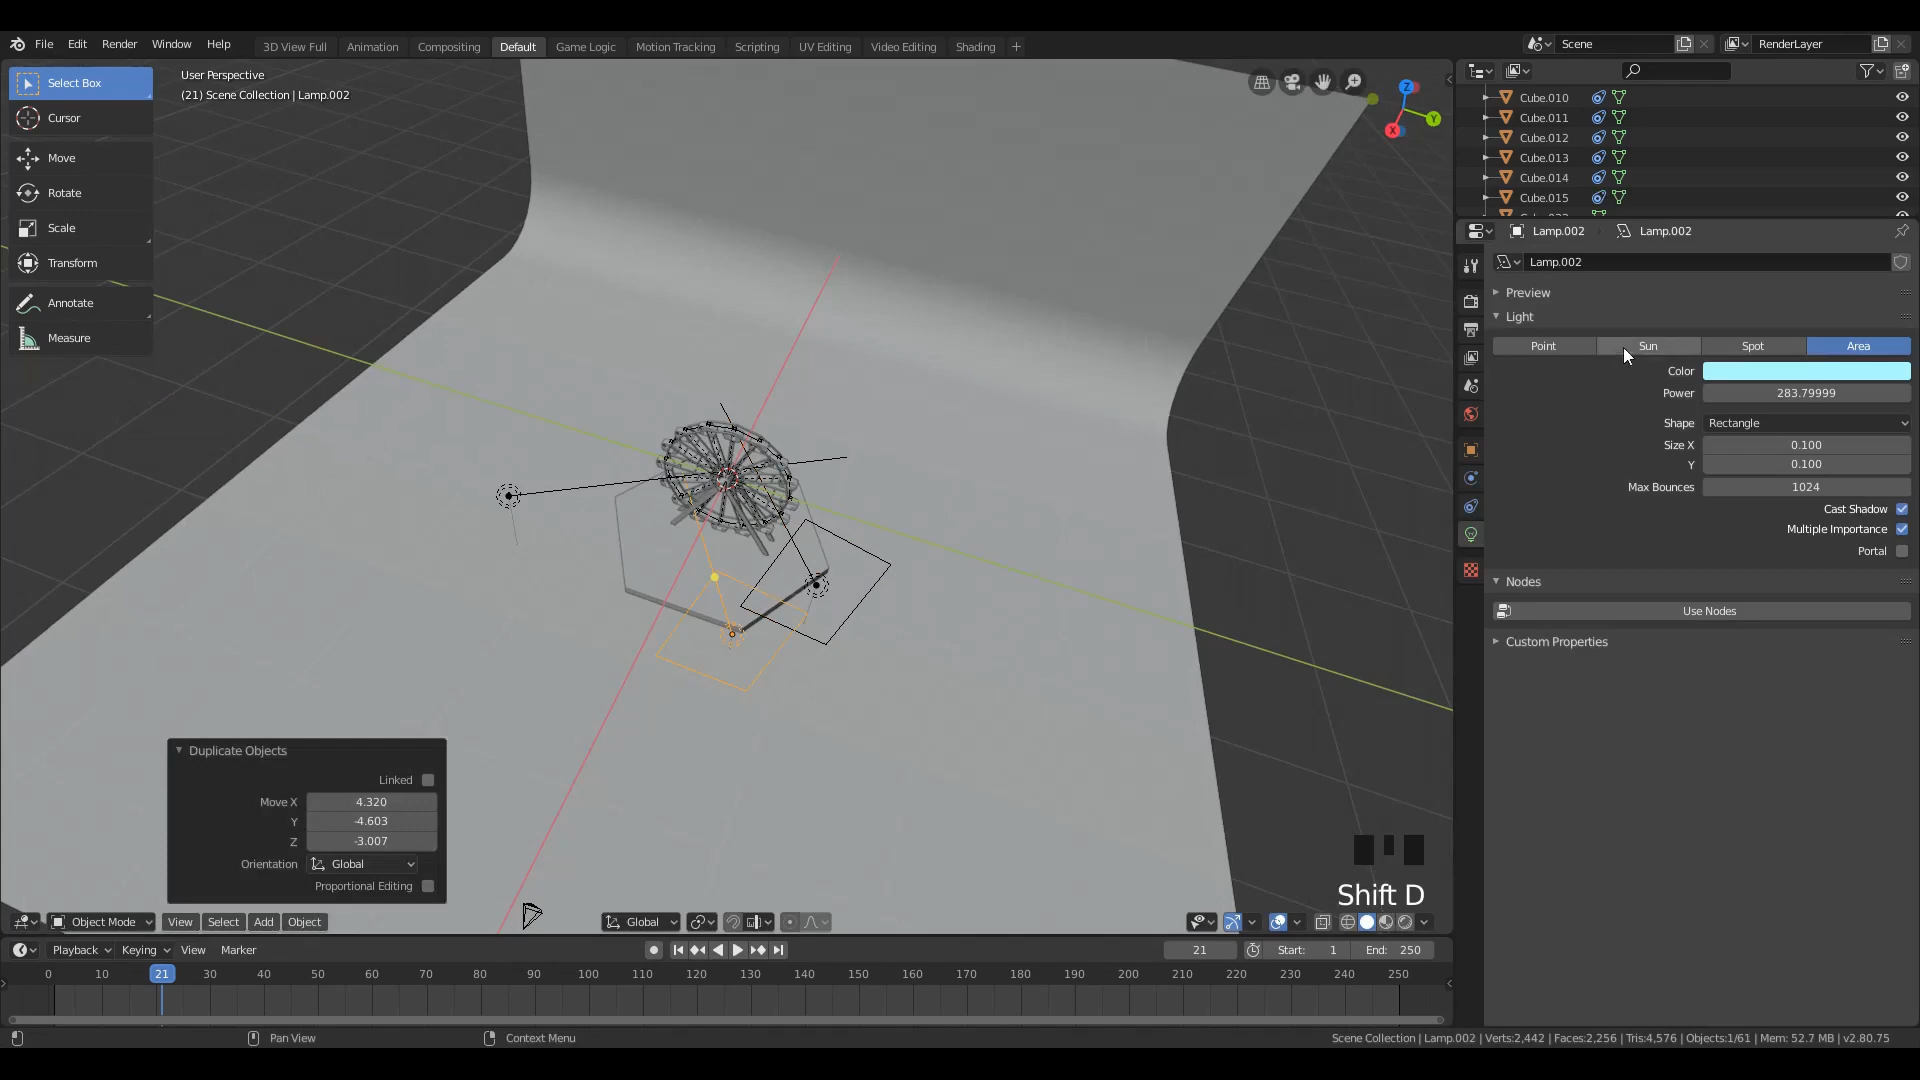 File Edit Render Window Help
3D View Full Animation Compositing Default Game Logic Motion Tracking Scripting UV Editing Video Editing Shading +
Scene
RenderLayer
Select Box
Cursor
Move
Rotate
Scale
Transform
Annotate
Measure
User Perspective
(21) Scene Collection | Lamp.002
Z
Y
X
Cube.010
Cube.011
Cube.012
Cube.013
Cube.014
Cube.015
Lamp.002 Lamp.002
Lamp.002
Preview
Light
Point Sun Spot Area
Color
Power 283.79999
Shape Rectangle
Size X 0.100
Y 0.100
Max Bounces 1024
Cast Shadow
Multiple Importance
Portal
Nodes
Use Nodes
Custom Properties
Duplicate Objects
Linked
Move X 4.320
Y -4.603
Z -3.007
Orientation Global
Proportional Editing
Shift D
Object Mode View Select Add Object Global
Playback Keying View Marker
21 Start: 1 End: 250
0 10 21 30 40 50 60 70 80 90 100 110 120 130 140 150 160 170 180 190 200 210 220 230 240 250
Pan View
Context Menu
Scene Collection | Lamp.002 | Verts:2,442 | Faces:2,256 | Tris:4,576 | Objects:1/61 | Mem: 52.7 MB | v2.80.75